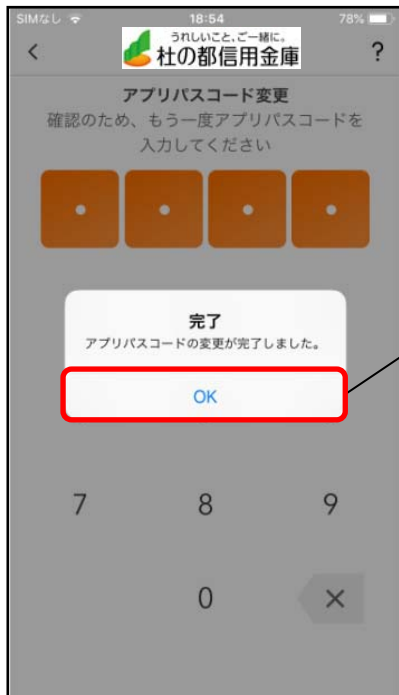 SIMなし 18:54 78%
うれしいこと、ご一緒に。
杜の都信用金庫
?
アプリパスコード変更
確認のため、もう一度アプリパスコードを
入力してください
完了
アプリパスコードの変更が完了しました。
OK
7 8 9
0